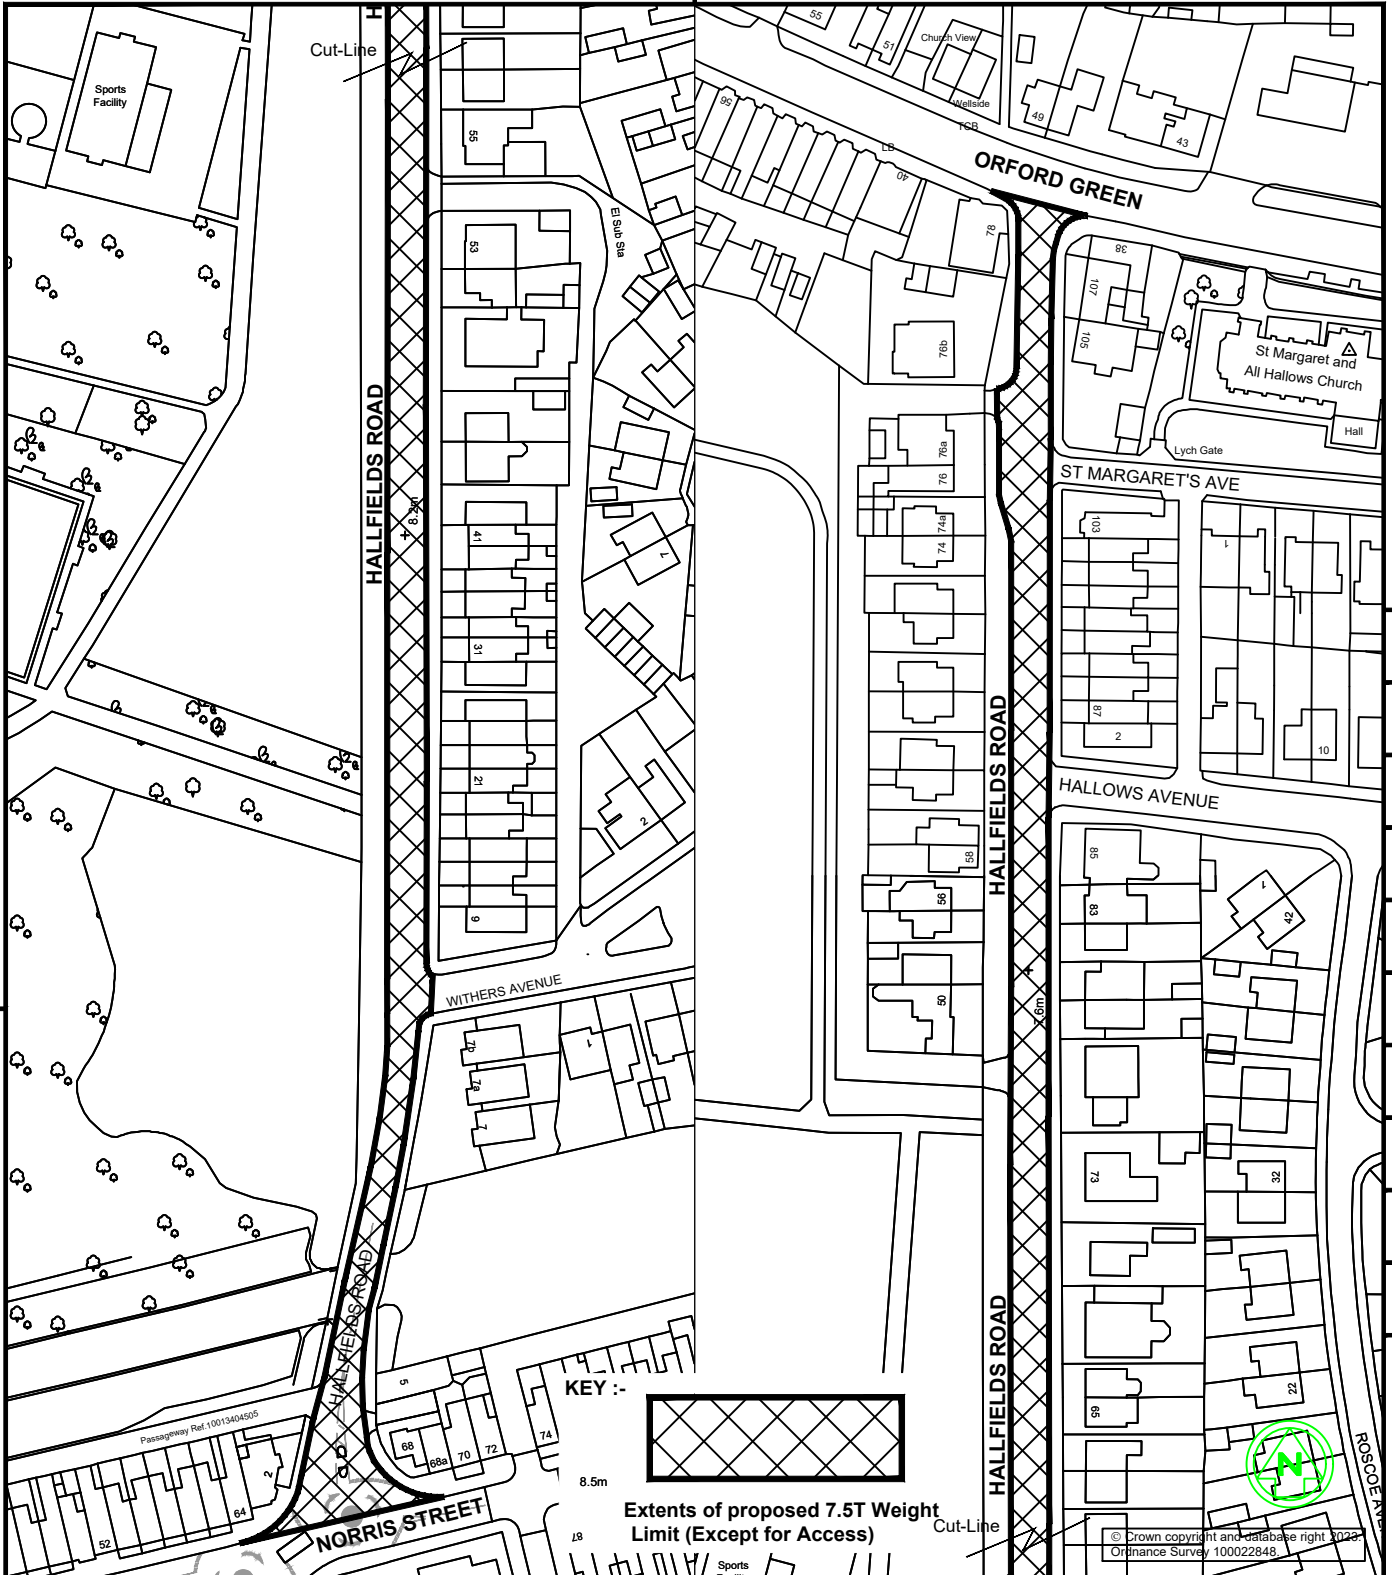 H
Cut-Line
Sports
Facility
55
El Sub Sta
53
HALLFIELDS ROAD
8.2m
41
31
21
9
7
2
WITHERS AVENUE
7b
7a
7
1
HALLFIELDS ROAD
5
Passageway Ref.10013404505
2
64
52
68
68a
70
72
74
NORRIS STREET
87
55
51
Church View
Wellside
TCB
LB
56
40
49
43
ORFORD GREEN
78
38
107
105
76b
St Margaret and
All Hallows Church
Hall
Lych Gate
ST MARGARET'S AVE
76a
76
74a
74
103
1
87
2
10
HALLFIELDS ROAD
HALLOWS AVENUE
58
56
50
85
83
1
42
7.6m
73
32
HALLFIELDS ROAD
65
22
N
KEY :-
8.5m
Extents of proposed 7.5T Weight
Limit (Except for Access)
Cut-Line
Sports
© Crown copyright and database right 2023.
Ordnance Survey 100022848.